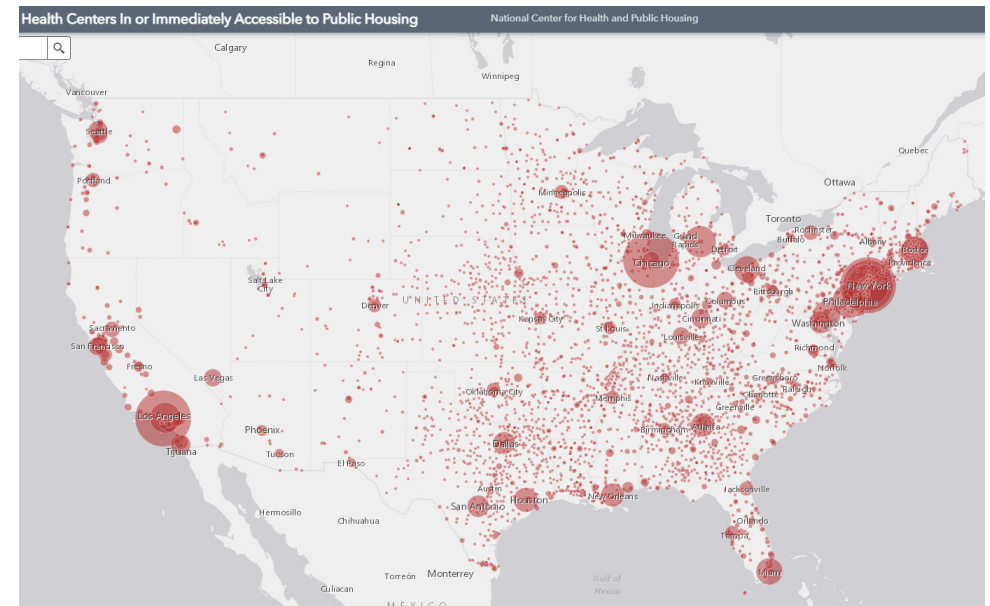 Health Centers In or Immediately Accessible to Public Housing
National Center for Health and Public Housing
Calgary
Regina
Winnipeg
Vancouver
Seattle
Quebec
Portland
Minneapolis
Ottawa
Toronto
Rochester
Buffalo
Albany
Boston
Providence
Milwaukee
Grand
Rapids
Detroit
Chicago
Cleveland
New York
Salt Lake
City
Denver
UNITED STATES
Pittsburgh
Philadelphia
Indianapolis
Columbus
Kansas City
Cincinnati
Washington
Sacramento
St Louis
Louisville
San Francisco
Richmond
Fresno
Norfolk
Las Vegas
Nashville
Knoxville
Greensboro
Raleigh
Oklahoma City
Memphis
Charlotte
Greenville
Los Angeles
Phoenix
Birmingham
Atlanta
Tijuana
Tucson
Dallas
El Paso
Austin
Jacksonville
San Antonio
Houston
New Orleans
Hermosillo
Chihuahua
Orlando
Tampa
Miami
Torreón
Monterrey
Gulf of
Mexico
Culiacan
MÉXICO